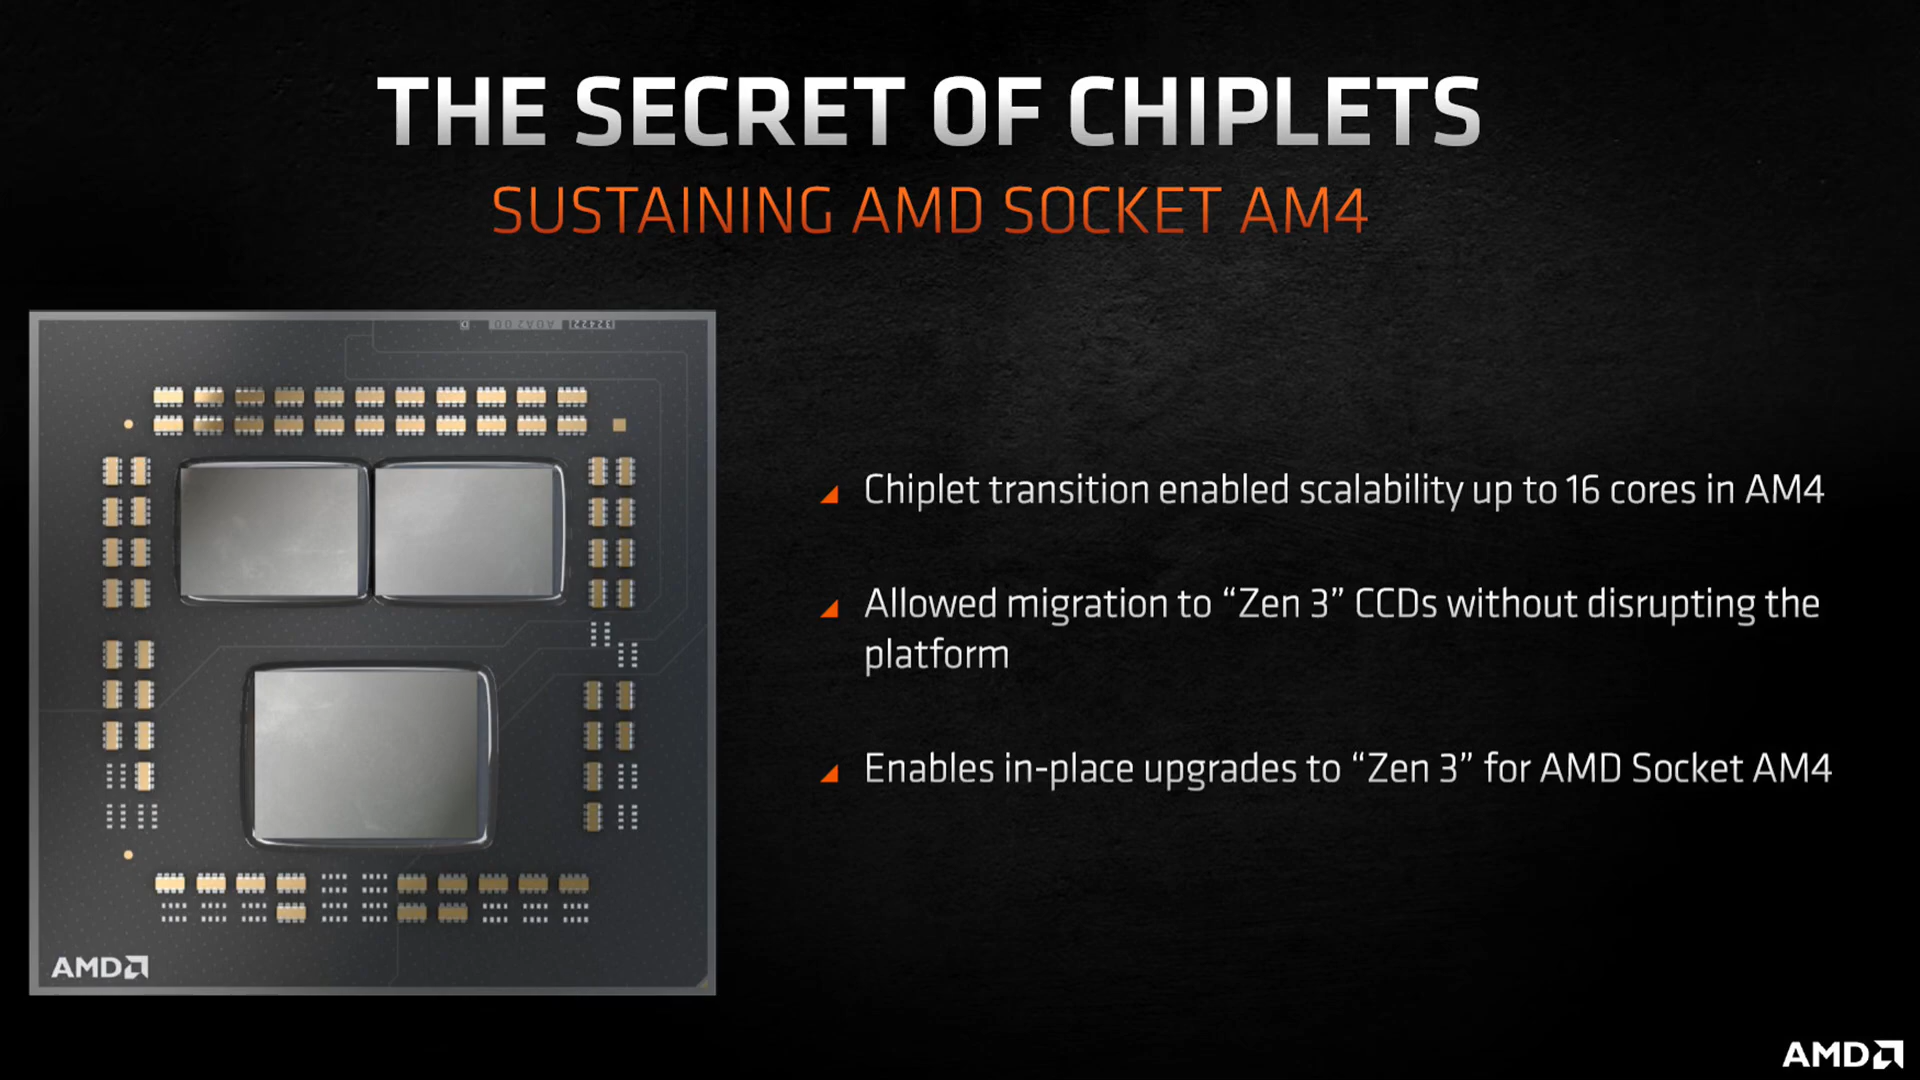 THE SECRET OF CHIPLETS
SUSTAINING AMD SOCKET AM4
Chiplet transition enabled scalability up to 16 cores in AM4
Allowed migration to “Zen 3” CCDs without disrupting the
platform
Enables in-place upgrades to “Zen 3” for AMD Socket AM4
AMD
AMD